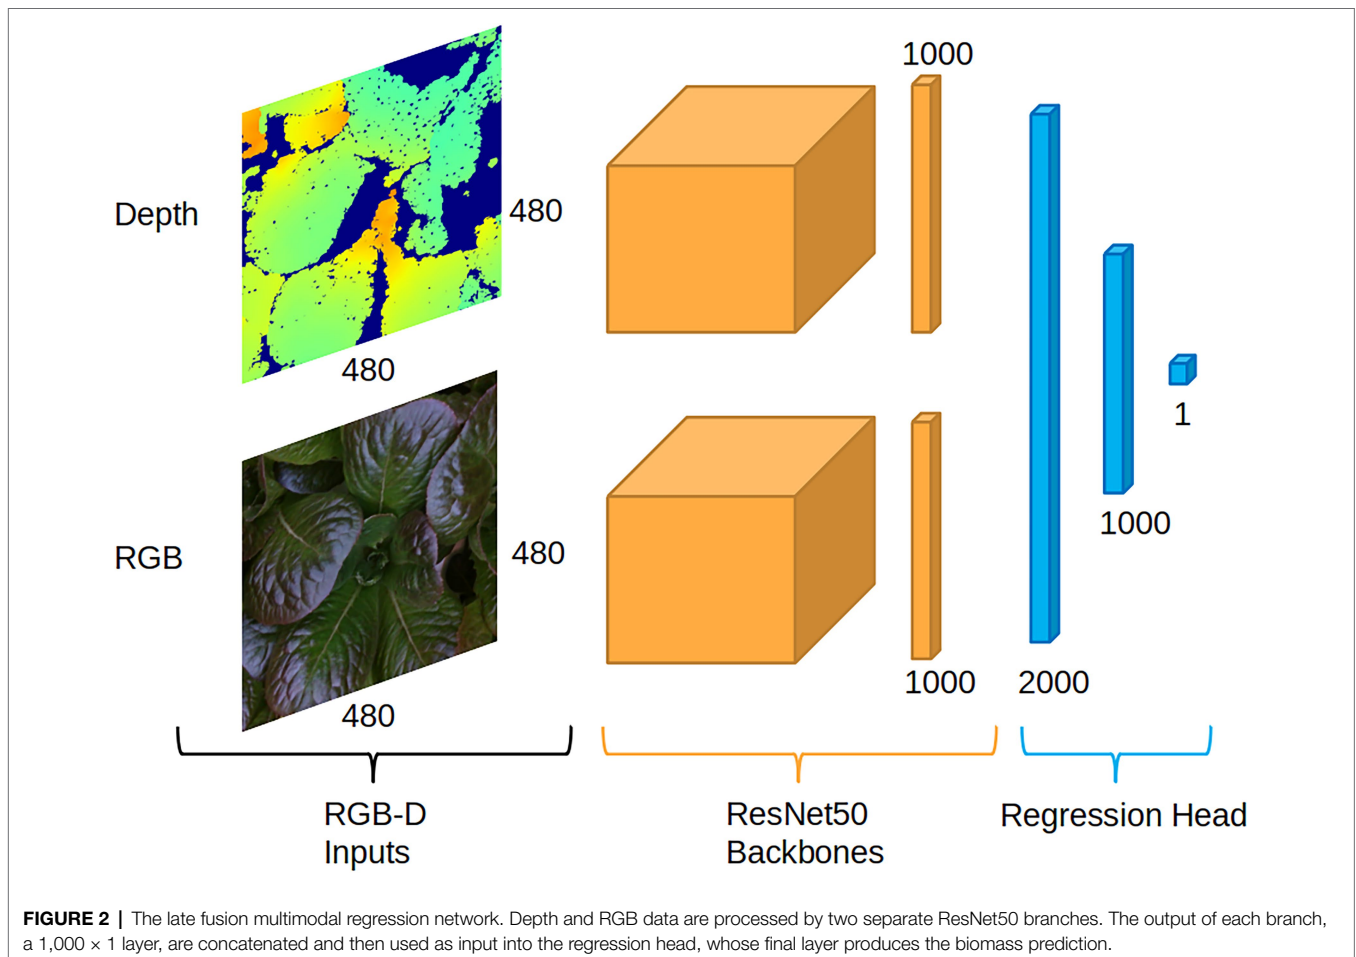 1000
Depth
480
480
1
1000
RGB
480
1000
2000
480
RGB-D
Inputs
ResNet50
Backbones
Regression Head
FIGURE 2 | The late fusion multimodal regression network. Depth and RGB data are processed by two separate ResNet50 branches. The output of each branch,
a 1,000 × 1 layer, are concatenated and then used as input into the regression head, whose final layer produces the biomass prediction.